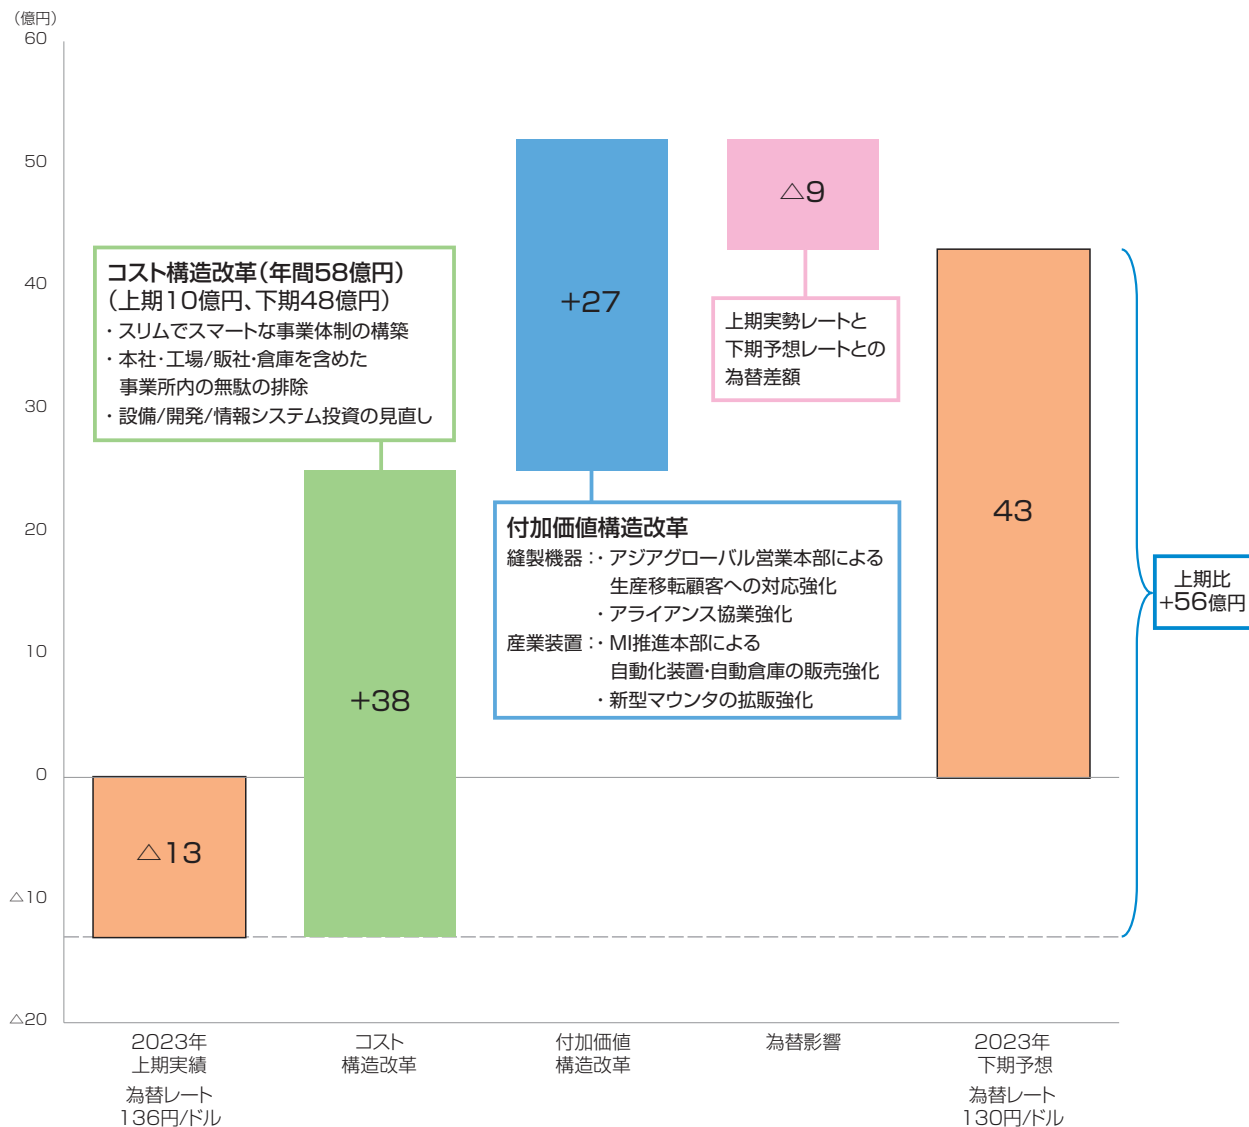 （億円）
60
50
40
30
20
10
0
△10
△20
コスト構造改革（年間58億円）
（上期10億円、下期48億円）
・スリムでスマートな事業体制の構築
・本社・工場/販社・倉庫を含めた
事業所内の無駄の排除
・設備/開発/情報システム投資の見直し
△13
+38
+27
付加価値構造改革
縫製機器：・アジアグローバル営業本部による
生産移転顧客への対応強化
・アライアンス協業強化
産業装置：・MI推進本部による
自動化装置・自動倉庫の販売強化
・新型マウンタの拡販強化
△9
上期実勢レートと
下期予想レートとの
為替差額
43
上期比
+56億円
2023年
上期実績
為替レート
136円/ドル
コスト
構造改革
付加価値
構造改革
為替影響
2023年
下期予想
為替レート
130円/ドル